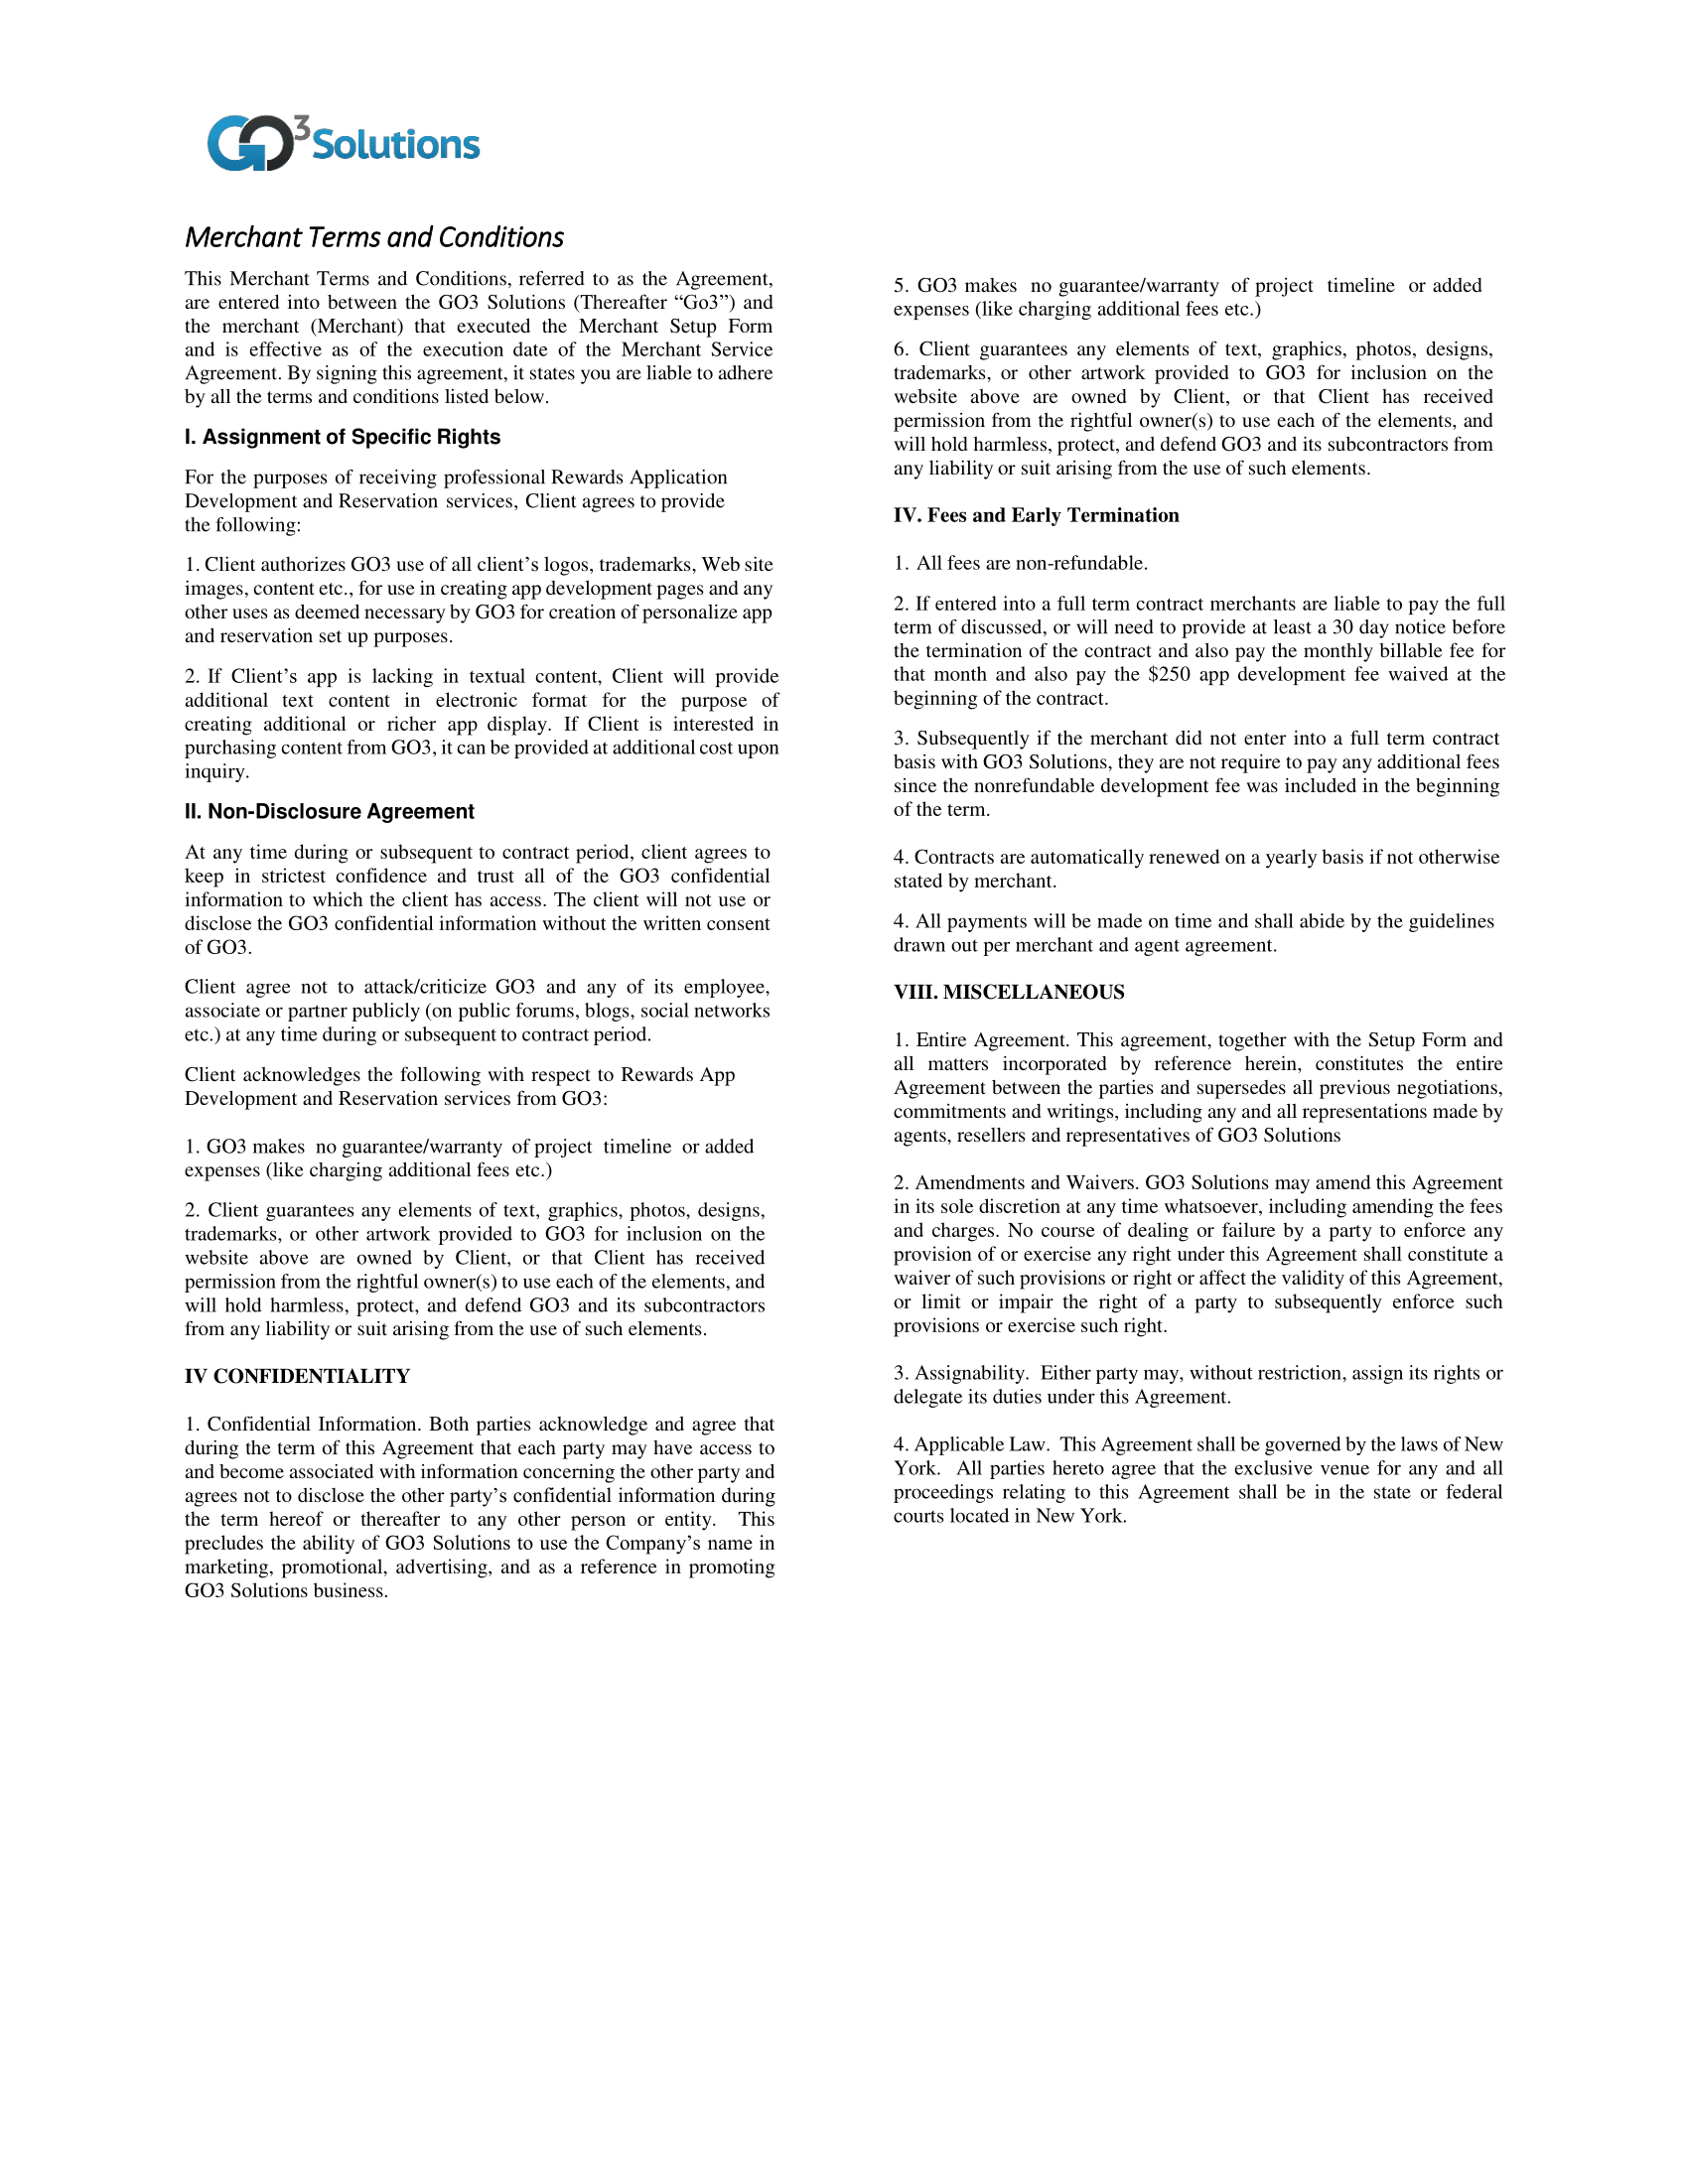 GO3 Solutions
Merchant Terms and Conditions
This Merchant Terms and Conditions, referred to as the Agreement,
are entered into between the GO3 Solutions (Thereafter “Go3”) and
the merchant (Merchant) that executed the Merchant Setup Form
and is effective as of the execution date of the Merchant Service
Agreement. By signing this agreement, it states you are liable to adhere
by all the terms and conditions listed below.
I. Assignment of Specific Rights
For the purposes of receiving professional Rewards Application
Development and Reservation services, Client agrees to provide
the following:
1. Client authorizes GO3 use of all client’s logos, trademarks, Web site
images, content etc., for use in creating app development pages and any
other uses as deemed necessary by GO3 for creation of personalize app
and reservation set up purposes.
2. If Client’s app is lacking in textual content, Client will provide
additional text content in electronic format for the purpose of
creating additional or richer app display. If Client is interested in
purchasing content from GO3, it can be provided at additional cost upon
inquiry.
II. Non-Disclosure Agreement
At any time during or subsequent to contract period, client agrees to
keep in strictest confidence and trust all of the GO3 confidential
information to which the client has access. The client will not use or
disclose the GO3 confidential information without the written consent
of GO3.
Client agree not to attack/criticize GO3 and any of its employee,
associate or partner publicly (on public forums, blogs, social networks
etc.) at any time during or subsequent to contract period.
Client acknowledges the following with respect to Rewards App
Development and Reservation services from GO3:
1. GO3 makes no guarantee/warranty of project timeline or added
expenses (like charging additional fees etc.)
2. Client guarantees any elements of text, graphics, photos, designs,
trademarks, or other artwork provided to GO3 for inclusion on the
website above are owned by Client, or that Client has received
permission from the rightful owner(s) to use each of the elements, and
will hold harmless, protect, and defend GO3 and its subcontractors
from any liability or suit arising from the use of such elements.
IV CONFIDENTIALITY
1. Confidential Information. Both parties acknowledge and agree that
during the term of this Agreement that each party may have access to
and become associated with information concerning the other party and
agrees not to disclose the other party’s confidential information during
the term hereof or thereafter to any other person or entity. This
precludes the ability of GO3 Solutions to use the Company’s name in
marketing, promotional, advertising, and as a reference in promoting
GO3 Solutions business.
5. GO3 makes no guarantee/warranty of project timeline or added
expenses (like charging additional fees etc.)
6. Client guarantees any elements of text, graphics, photos, designs,
trademarks, or other artwork provided to GO3 for inclusion on the
website above are owned by Client, or that Client has received
permission from the rightful owner(s) to use each of the elements, and
will hold harmless, protect, and defend GO3 and its subcontractors from
any liability or suit arising from the use of such elements.
IV. Fees and Early Termination
1. All fees are non-refundable.
2. If entered into a full term contract merchants are liable to pay the full
term of discussed, or will need to provide at least a 30 day notice before
the termination of the contract and also pay the monthly billable fee for
that month and also pay the $250 app development fee waived at the
beginning of the contract.
3. Subsequently if the merchant did not enter into a full term contract
basis with GO3 Solutions, they are not require to pay any additional fees
since the nonrefundable development fee was included in the beginning
of the term.
4. Contracts are automatically renewed on a yearly basis if not otherwise
stated by merchant.
4. All payments will be made on time and shall abide by the guidelines
drawn out per merchant and agent agreement.
VIII. MISCELLANEOUS
1. Entire Agreement. This agreement, together with the Setup Form and
all matters incorporated by reference herein, constitutes the entire
Agreement between the parties and supersedes all previous negotiations,
commitments and writings, including any and all representations made by
agents, resellers and representatives of GO3 Solutions
2. Amendments and Waivers. GO3 Solutions may amend this Agreement
in its sole discretion at any time whatsoever, including amending the fees
and charges. No course of dealing or failure by a party to enforce any
provision of or exercise any right under this Agreement shall constitute a
waiver of such provisions or right or affect the validity of this Agreement,
or limit or impair the right of a party to subsequently enforce such
provisions or exercise such right.
3. Assignability. Either party may, without restriction, assign its rights or
delegate its duties under this Agreement.
4. Applicable Law. This Agreement shall be governed by the laws of New
York. All parties hereto agree that the exclusive venue for any and all
proceedings relating to this Agreement shall be in the state or federal
courts located in New York.